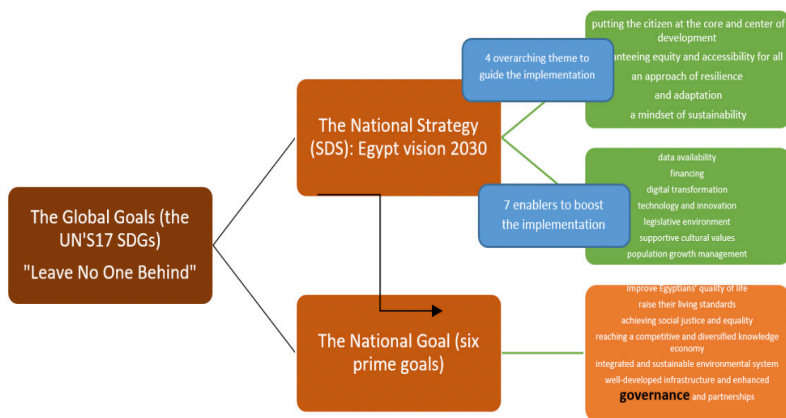 The Global Goals (the
UN'S17 SDGs)
"Leave No One Behind"
The National Strategy
(SDS): Egypt vision 2030
4 overarching theme to
guide the implementation
putting the citizen at the core and center of
development
equity and accessibility for all
an approach of resilience
and adaptation
a mindset of sustainability
7 enablers to boost
the implementation
data availability
financing
digital transformation
technology and innovation
legislative environment
supportive cultural values
population growth management
The National Goal (six
prime goals)
improve Egyptians' quality of life
raise their living standards
achieving social justice and equality
reaching a competitive and diversified knowledge
economy
integrated and sustainable environmental system
well-developed infrastructure and enhanced
governance and partnerships